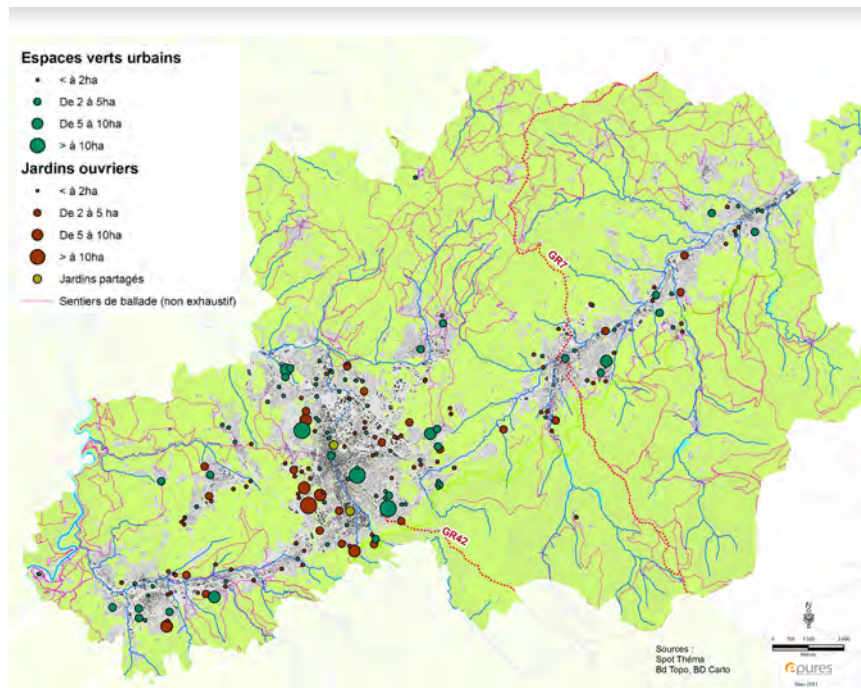 Espaces verts urbains
< à 2ha
De 2 à 5ha
De 5 à 10ha
> à 10ha
Jardins ouvriers
< à 2ha
De 2 à 5 ha
De 5 à 10ha
> à 10ha
Jardins partagés
Sentiers de ballade (non exhaustif)
GR7
GR42
Sources :
Spot Théma
Bd Topo, BD Carto
N
0
Mètres
epures